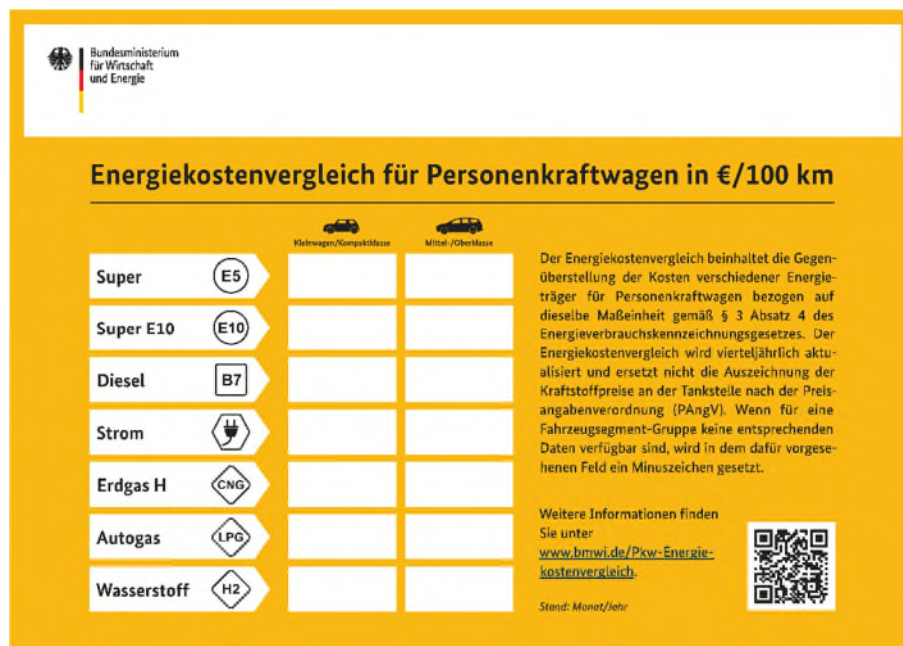 Bundesministerium
für Wirtschaft
und Energie
Energiekostenvergleich für Personenkraftwagen in €/100 km
Kleinwagen/Kompaktklasse
Mittel-/Oberklasse
Super E5
Super E10 E10
Diesel B7
Strom
Erdgas H CNG
Autogas LPG
Wasserstoff H2
Der Energiekostenvergleich beinhaltet die Gegen-
überstellung der Kosten verschiedener Energie-
träger für Personenkraftwagen bezogen auf
dieselbe Maßeinheit gemäß § 3 Absatz 4 des
Energieverbrauchskennzeichnungsgesetzes. Der
Energiekostenvergleich wird vierteljährlich aktu-
alisiert und ersetzt nicht die Auszeichnung der
Kraftstoffpreise an der Tankstelle nach der Preis-
angabenverordnung (PAngV). Wenn für eine
Fahrzeugsegment-Gruppe keine entsprechenden
Daten verfügbar sind, wird in dem dafür vorgese-
henen Feld ein Minuszeichen gesetzt.
Weitere Informationen finden
Sie unter
www.bmwi.de/Pkw-Energie-
kostenvergleich.
Stand: Monat/Jahr